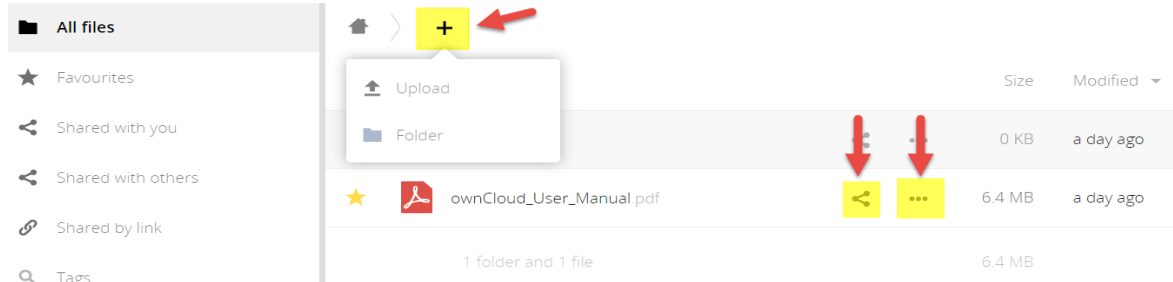 All files
Favourites
Shared with you
Shared with others
Shared by link
Tags
+
Upload
Folder
Size Modified
0 KB a day ago
ownCloud_User_Manual.pdf 6.4 MB a day ago
1 folder and 1 file 6.4 MB